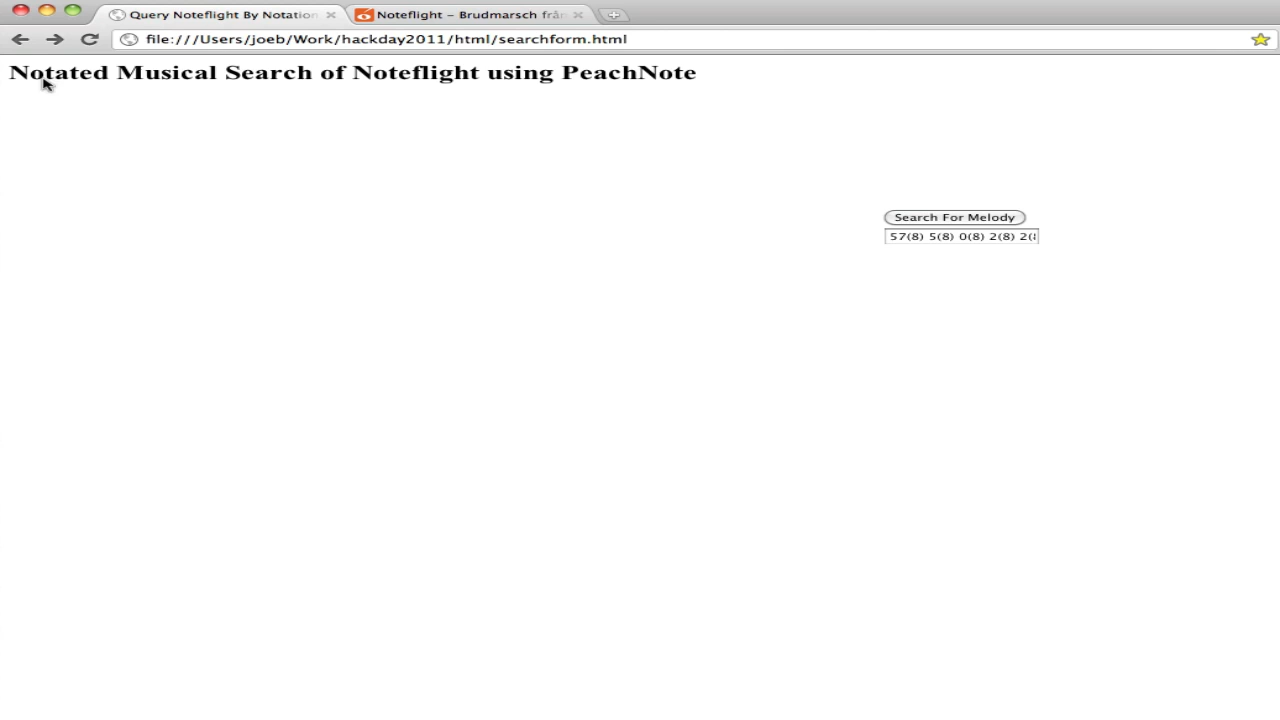 Query Noteflight By Notation
Noteflight – Brudmarsch från
file:///Users/joeb/Work/hackday2011/html/searchform.html
Notated Musical Search of Noteflight using PeachNote
Search For Melody
57(8) 5(8) 0(8) 2(8) 2(